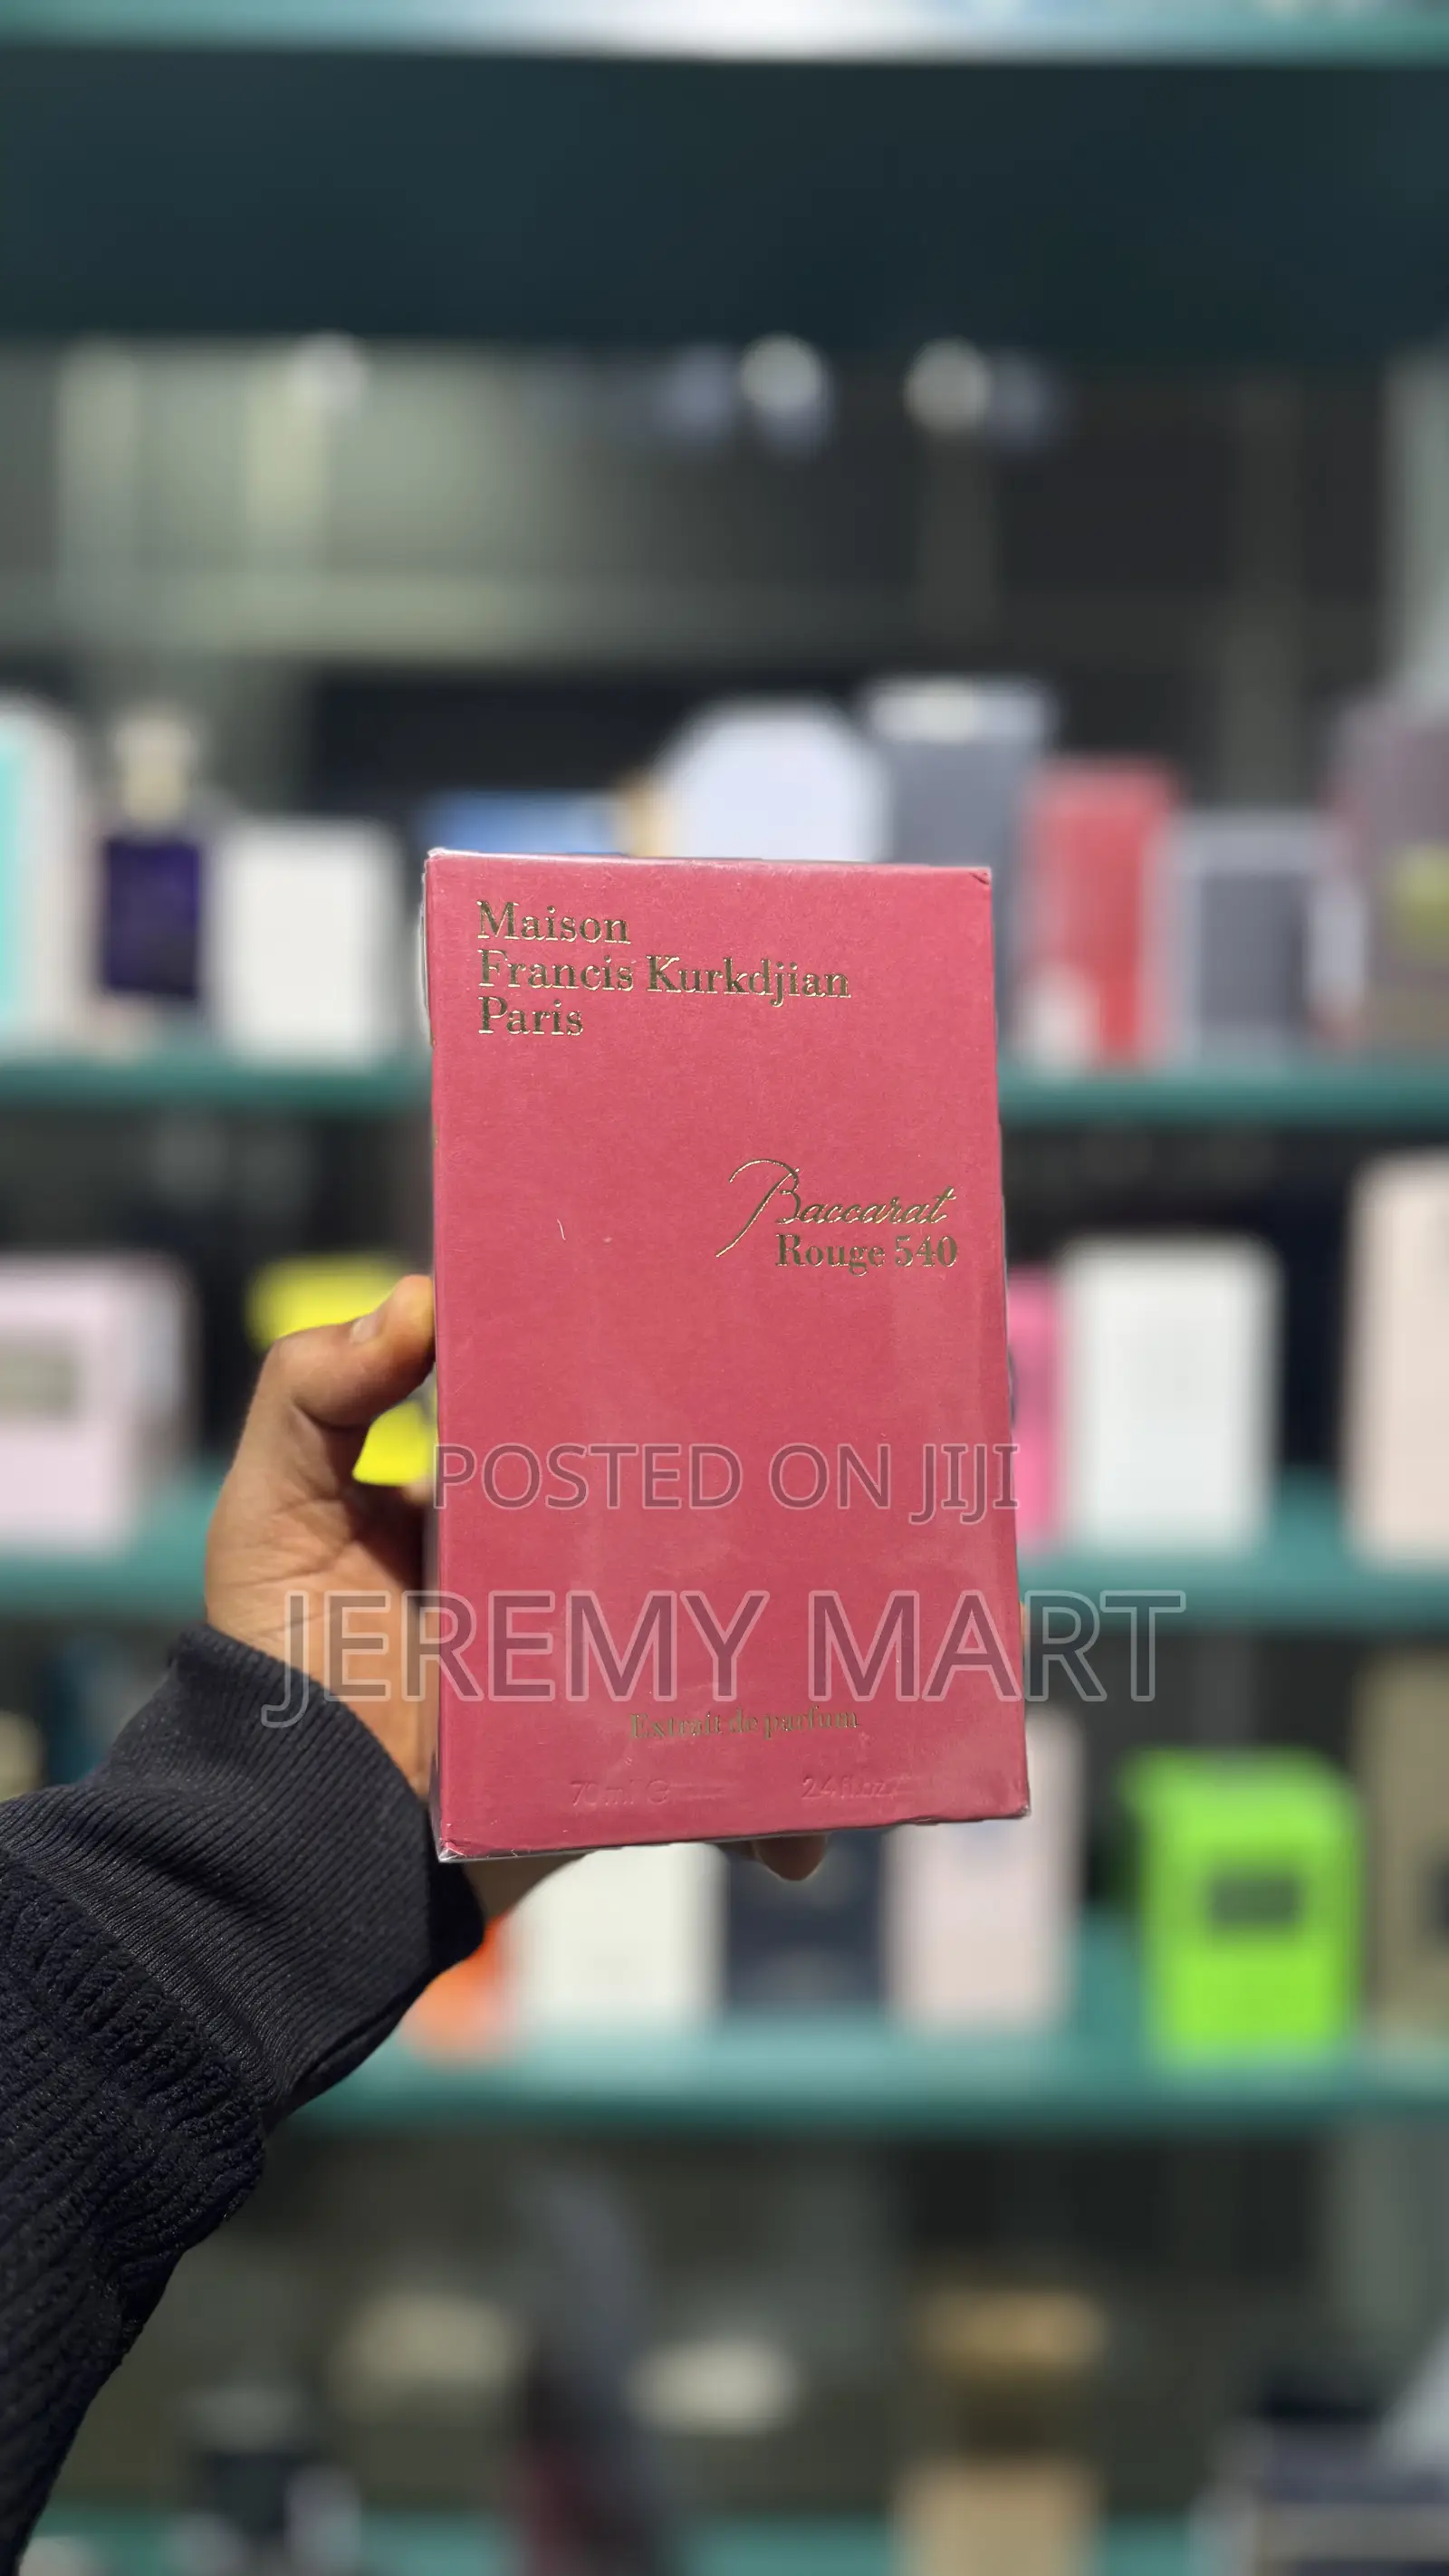 Maison
Francis Kurkdjian
Paris
Baccarat
Rouge 540
POSTED ON JIJI
JEREMY MART
Extrait de parfum
70 ml ℮ 2.4 fl.oz